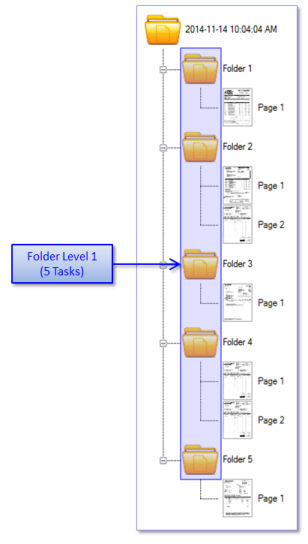 2014-11-14 10:04:04 AM
Folder 1
Page 1
Folder 2
Page 1
Page 2
Folder Level 1
(5 Tasks)
Folder 3
Page 1
Folder 4
Page 1
Page 2
Folder 5
Page 1